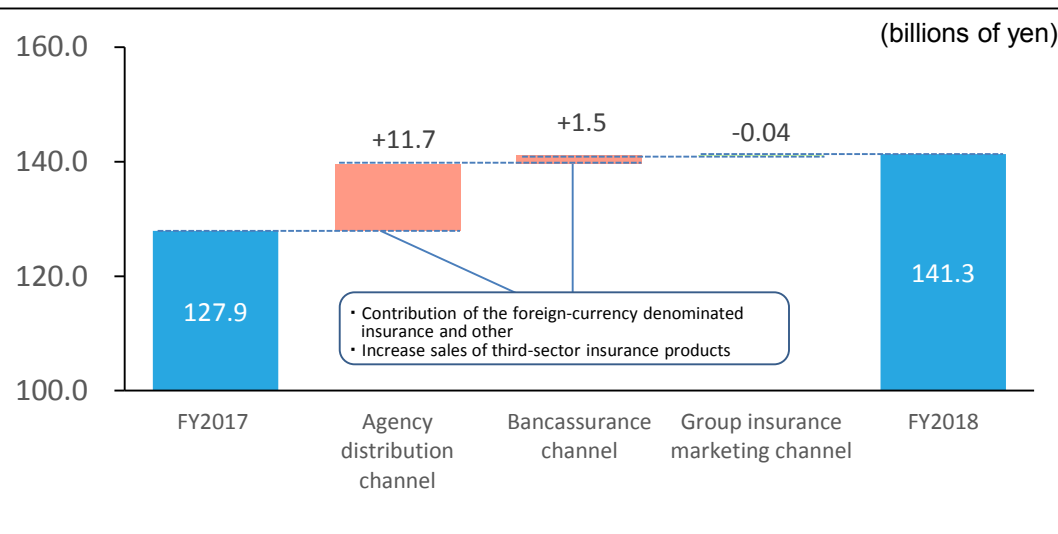 (billions of yen)
160.0
140.0
120.0
100.0
+11.7
+1.5
-0.04
127.9
141.3
・Contribution of the foreign-currency denominated
insurance and other
・Increase sales of third-sector insurance products
FY2017
Agency
distribution
channel
Bancassurance
channel
Group insurance
marketing channel
FY2018